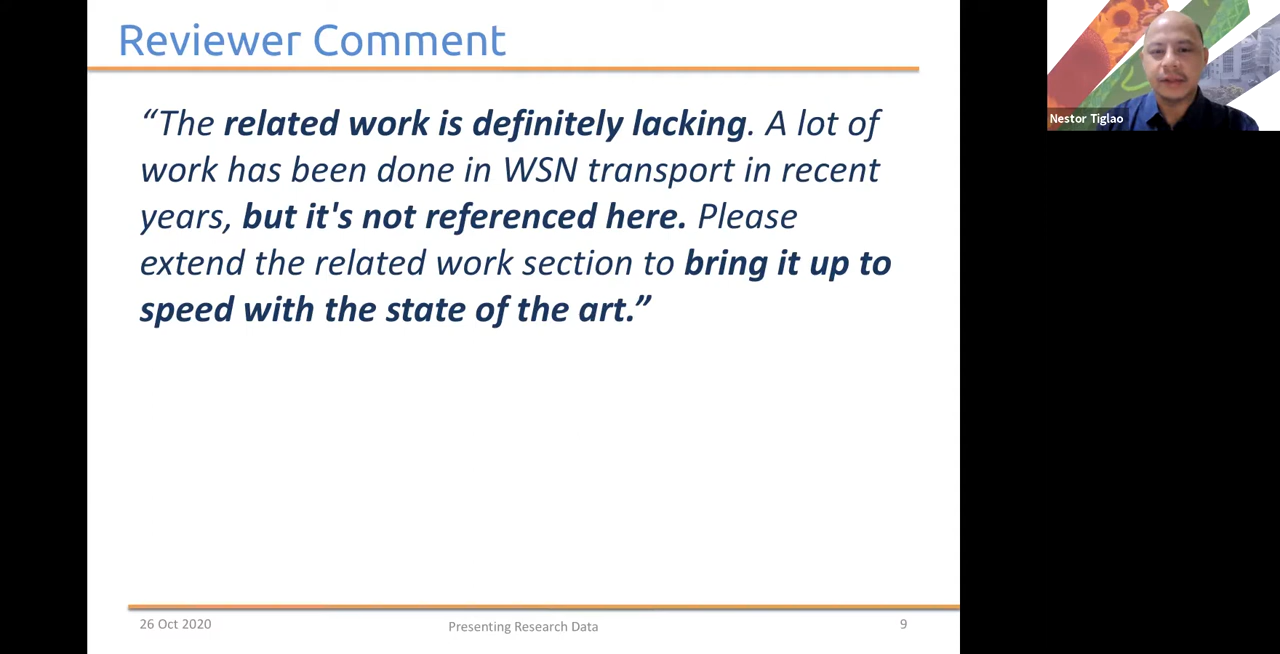 Reviewer Comment
“The related work is definitely lacking. A lot of
work has been done in WSN transport in recent
years, but it's not referenced here. Please
extend the related work section to bring it up to
speed with the state of the art.”
26 Oct 2020
Presenting Research Data
9
Nestor Tiglao